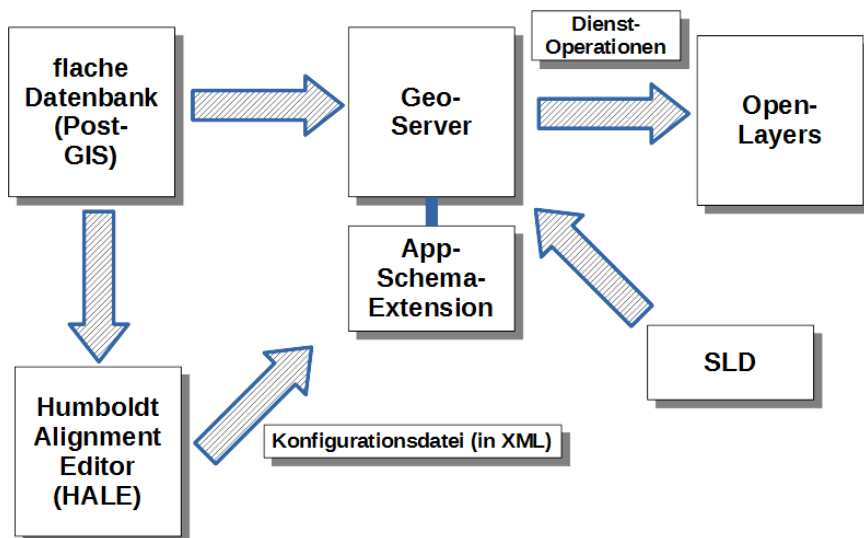 flache
Datenbank
(Post-
GIS)
Geo-
Server
Dienst-
Operationen
Open-
Layers
App-
Schema-
Extension
SLD
Humboldt
Alignment
Editor
(HALE)
Konfigurationsdatei (in XML)